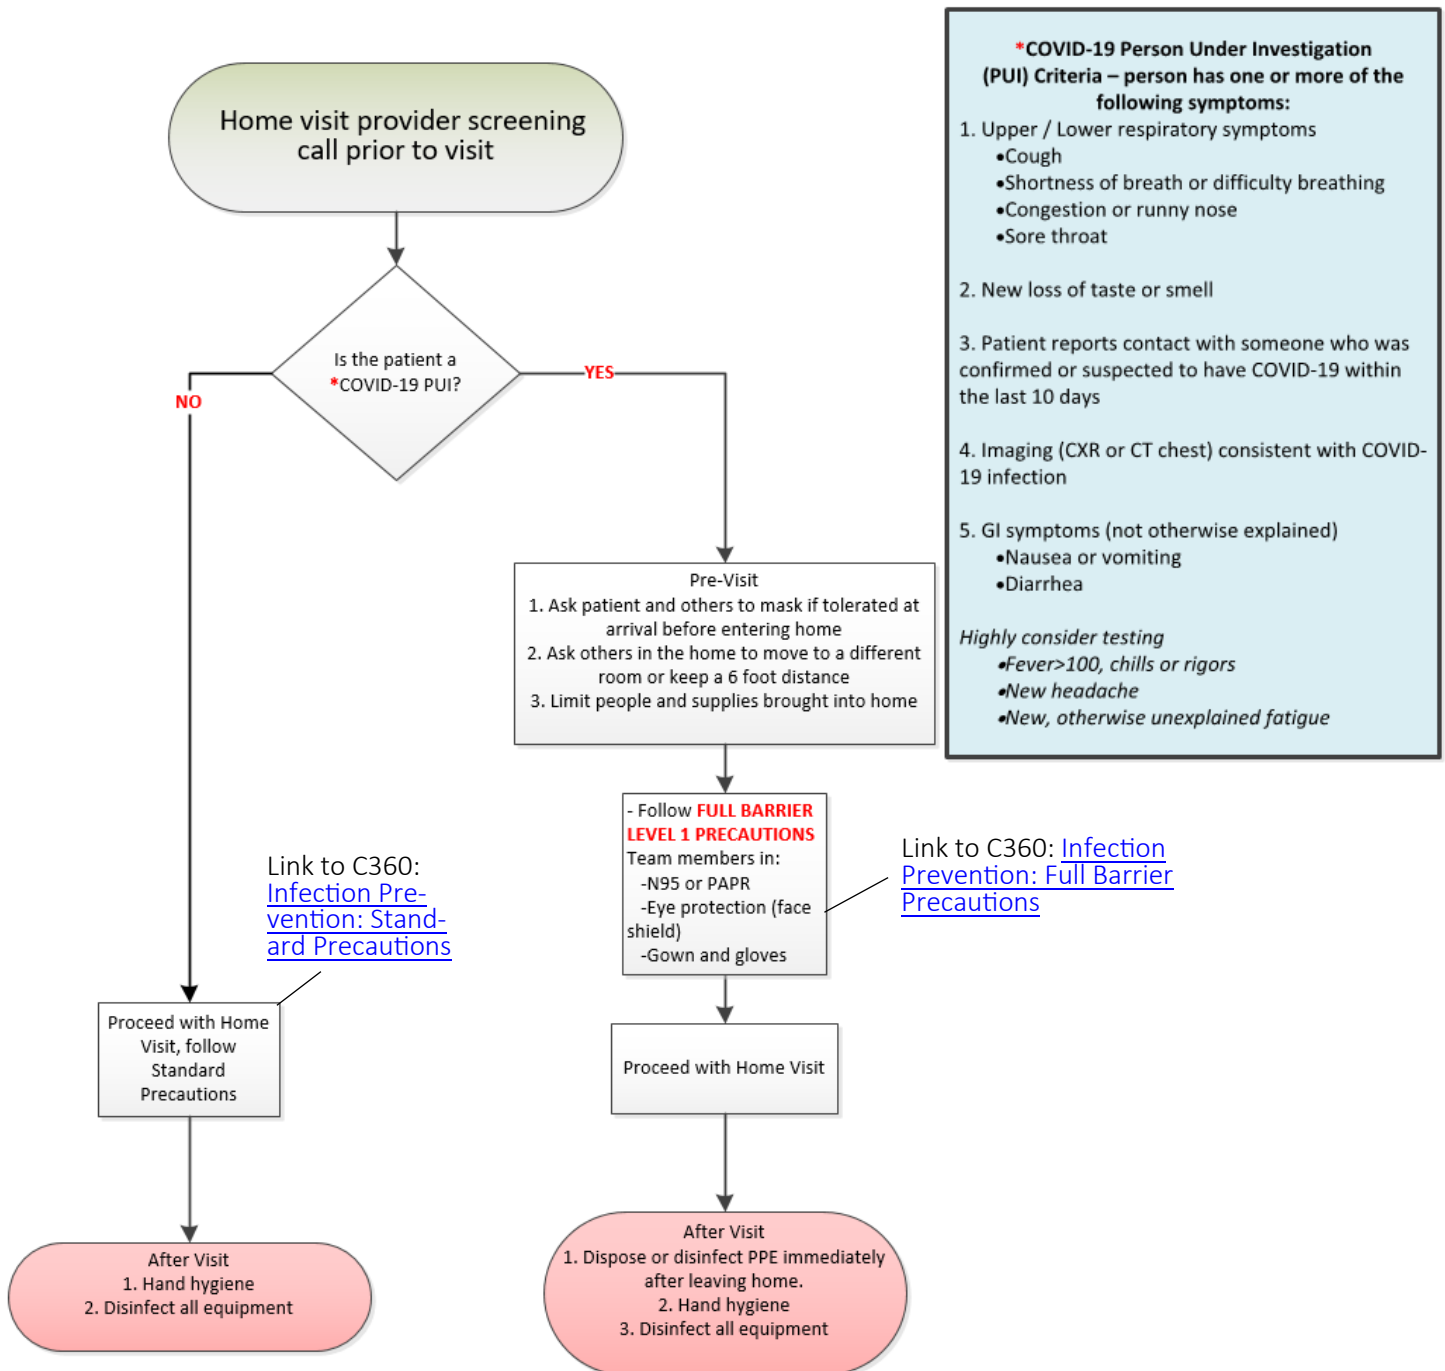 Home visit provider screening
call prior to visit
Is the patient a
*COVID-19 PUI?
NO
YES
Pre-Visit
1. Ask patient and others to mask if tolerated at
arrival before entering home
2. Ask others in the home to move to a different
room or keep a 6 foot distance
3. Limit people and supplies brought into home
- Follow FULL BARRIER
LEVEL 1 PRECAUTIONS
Team members in:
-N95 or PAPR
-Eye protection (face
shield)
-Gown and gloves
Link to C360: Infection
Prevention: Full Barrier
Precautions
Link to C360:
Infection Pre-
vention: Stand-
ard Precautions
Proceed with Home
Visit, follow
Standard
Precautions
Proceed with Home Visit
After Visit
1. Hand hygiene
2. Disinfect all equipment
After Visit
1. Dispose or disinfect PPE immediately
after leaving home.
2. Hand hygiene
3. Disinfect all equipment
*COVID-19 Person Under Investigation
(PUI) Criteria – person has one or more of the
following symptoms:
1. Upper / Lower respiratory symptoms
•Cough
•Shortness of breath or difficulty breathing
•Congestion or runny nose
•Sore throat
2. New loss of taste or smell
3. Patient reports contact with someone who was
confirmed or suspected to have COVID-19 within
the last 10 days
4. Imaging (CXR or CT chest) consistent with COVID-
19 infection
5. GI symptoms (not otherwise explained)
•Nausea or vomiting
•Diarrhea
Highly consider testing
•Fever>100, chills or rigors
•New headache
•New, otherwise unexplained fatigue